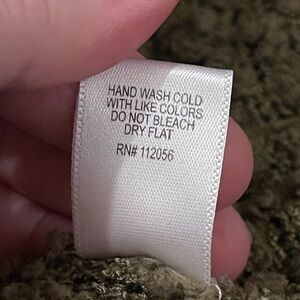 HAND WASH COLD
WITH LIKE COLORS
DO NOT BLEACH
DRY FLAT
RN# 112056